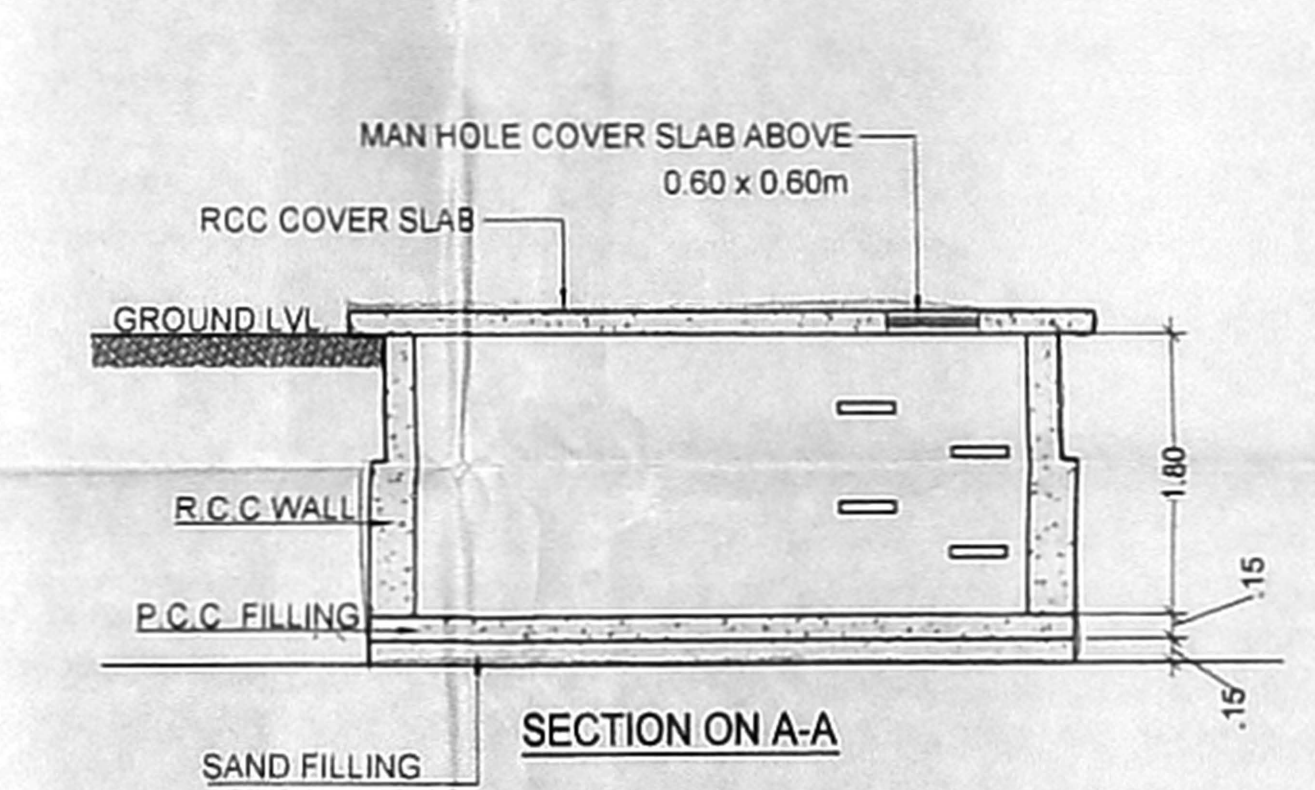 MAN HOLE COVER SLAB ABOVE
0.60 x 0.60m
RCC COVER SLAB
GROUND LVL.
1.80
R.C.C WALL
.15
P.C.C FILLING
.15
SECTION ON A-A
SAND FILLING